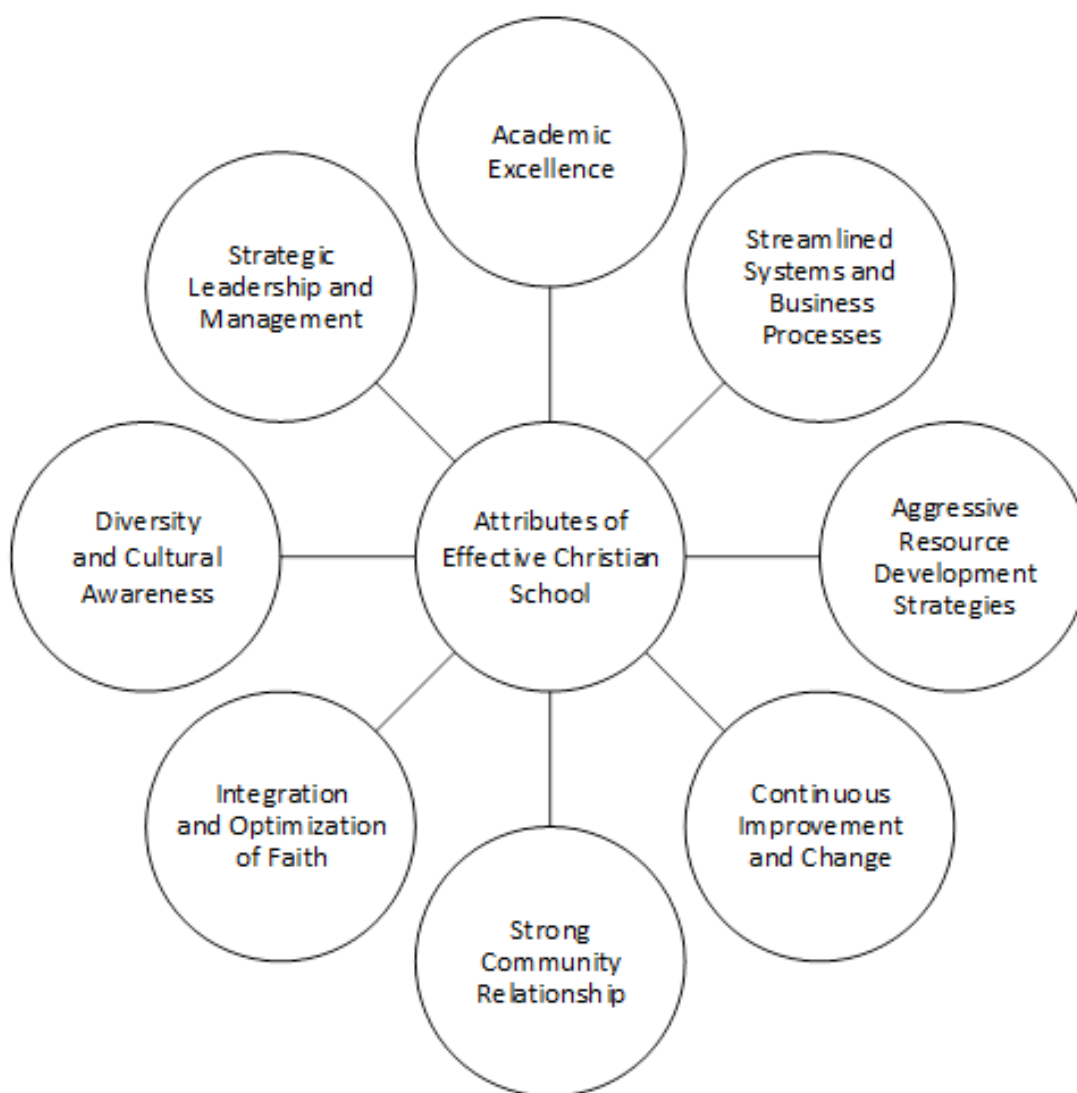 Academic
Excellence
Streamlined
Systems and
Business
Processes
Aggressive
Resource
Development
Strategies
Continuous
Improvement
and Change
Strong
Community
Relationship
Integration
and Optimization
of Faith
Diversity
and Cultural
Awareness
Strategic
Leadership and
Management
Attributes of
Effective Christian
School